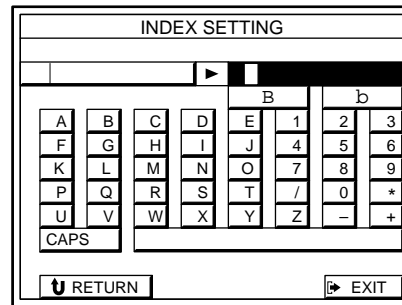 INDEX SETTING
B b
A B C D E 1 2 3
F G H I J 4 5 6
K L M N O 7 8 9
P Q R S T / 0 *
U V W X Y Z – +
CAPS
RETURN EXIT